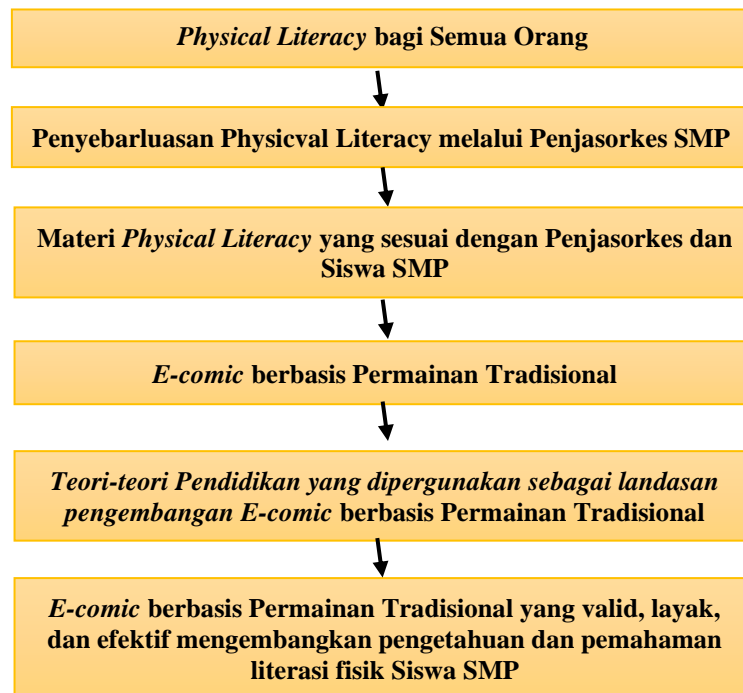 Physical Literacy bagi Semua Orang
Penyebarluasan Physicval Literacy melalui Penjasorkes SMP
Materi Physical Literacy yang sesuai dengan Penjasorkes dan
Siswa SMP
E-comic berbasis Permainan Tradisional
Teori-teori Pendidikan yang dipergunakan sebagai landasan
pengembangan E-comic berbasis Permainan Tradisional
E-comic berbasis Permainan Tradisional yang valid, layak,
dan efektif mengembangkan pengetahuan dan pemahaman
literasi fisik Siswa SMP